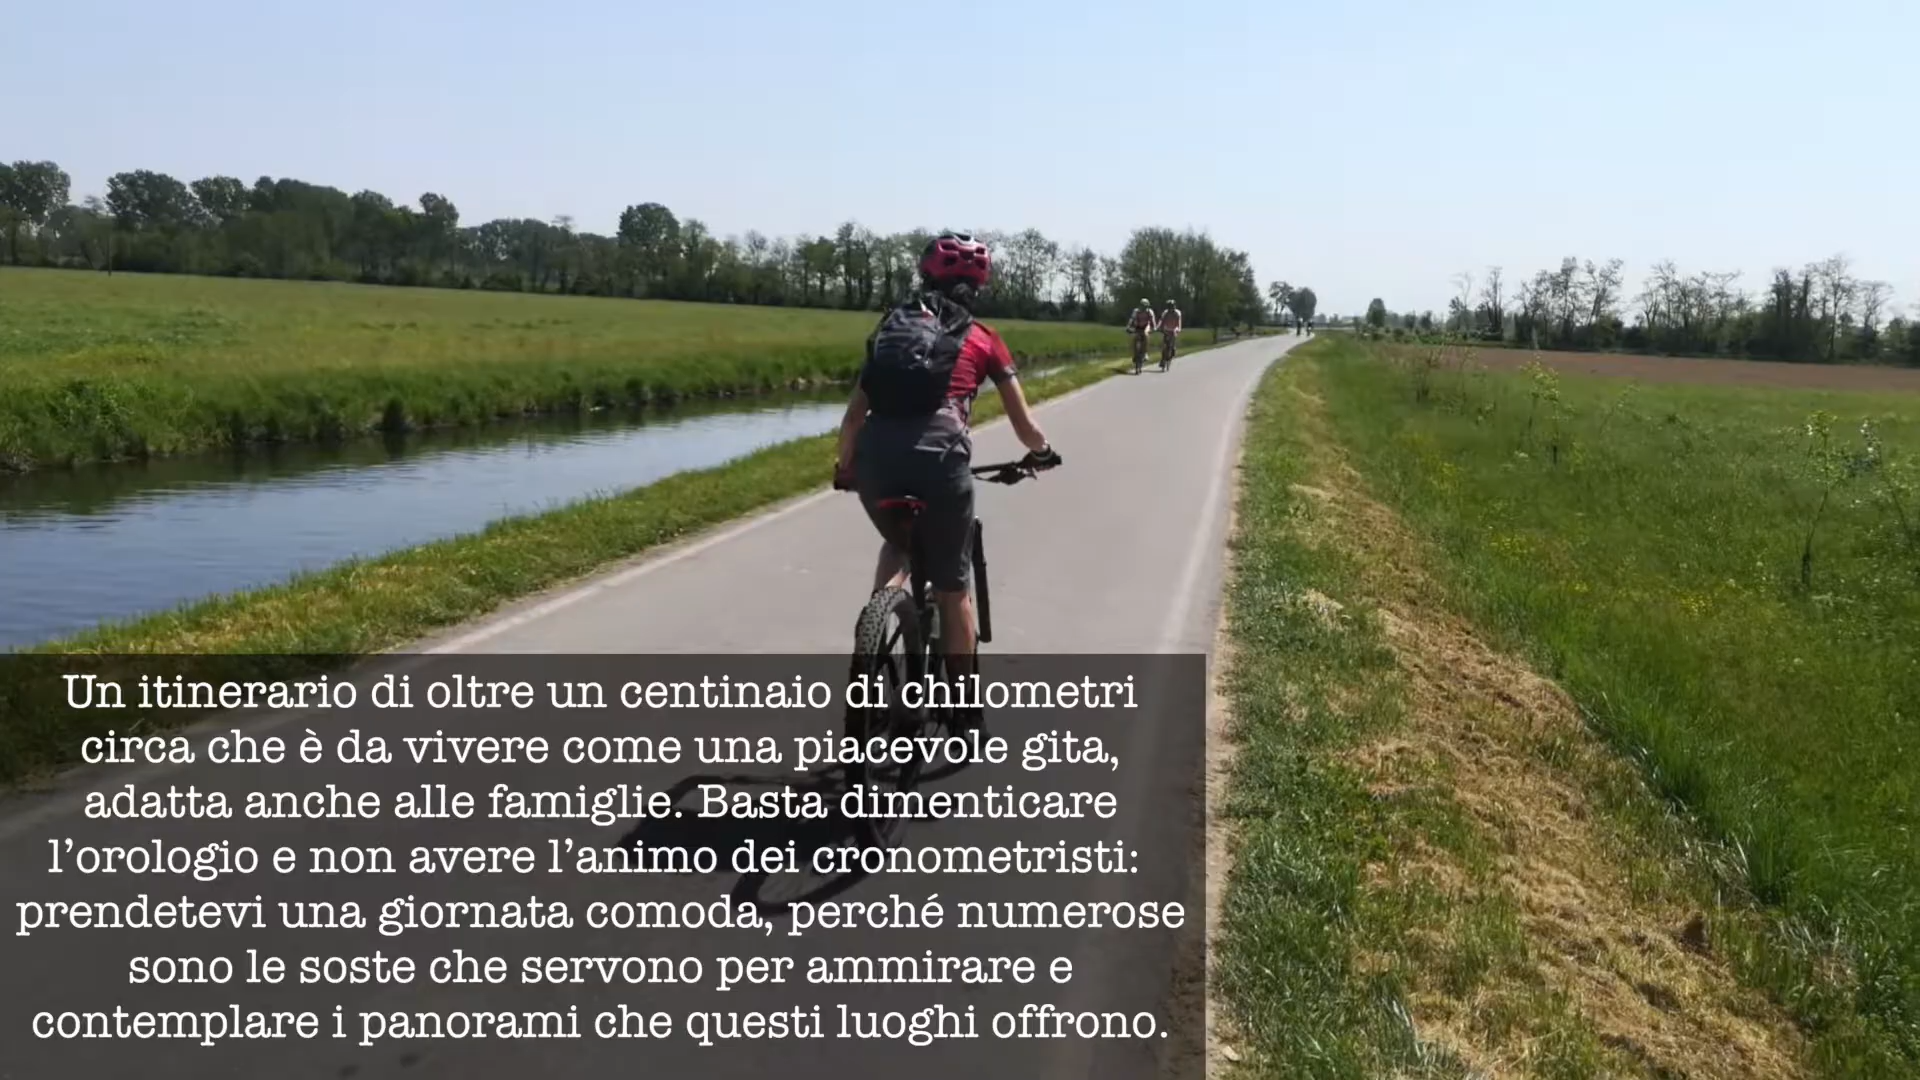 Un itinerario di oltre un centinaio di chilometri
circa che è da vivere come una piacevole gita,
adatta anche alle famiglie. Basta dimenticare
l’orologio e non avere l’animo dei cronometristi:
prendetevi una giornata comoda, perché numerose
sono le soste che servono per ammirare e
contemplare i panorami che questi luoghi offrono.